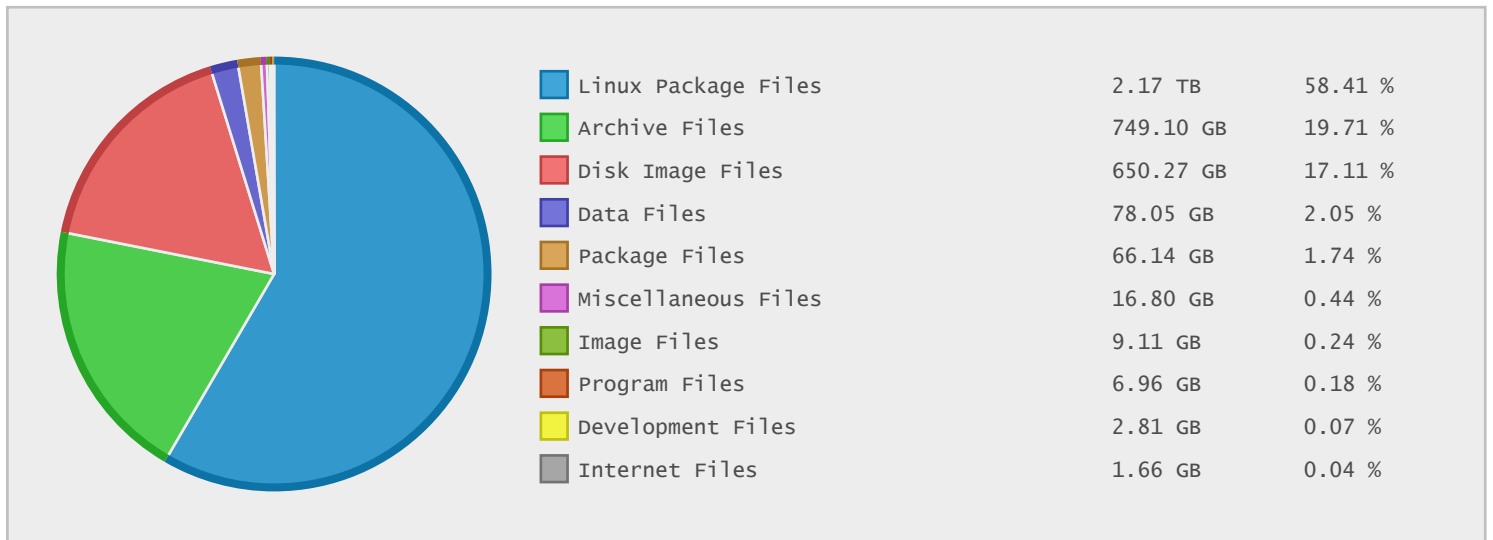 Linux Package Files 2.17 TB 58.41 %
Archive Files 749.10 GB 19.71 %
Disk Image Files 650.27 GB 17.11 %
Data Files 78.05 GB 2.05 %
Package Files 66.14 GB 1.74 %
Miscellaneous Files 16.80 GB 0.44 %
Image Files 9.11 GB 0.24 %
Program Files 6.96 GB 0.18 %
Development Files 2.81 GB 0.07 %
Internet Files 1.66 GB 0.04 %